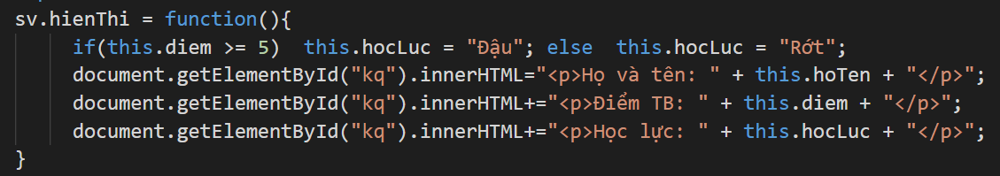 sv.hienThi = function(){
if(this.diem >= 5)  this.hocLuc = "Đậu"; else  this.hocLuc = "Rớt";
document.getElementById("kq").innerHTML="<p>Họ và tên: " + this.hoTen + "</p>";
document.getElementById("kq").innerHTML+="<p>Điểm TB: " + this.diem + "</p>";
document.getElementById("kq").innerHTML+="<p>Học lực: " + this.hocLuc + "</p>";
}